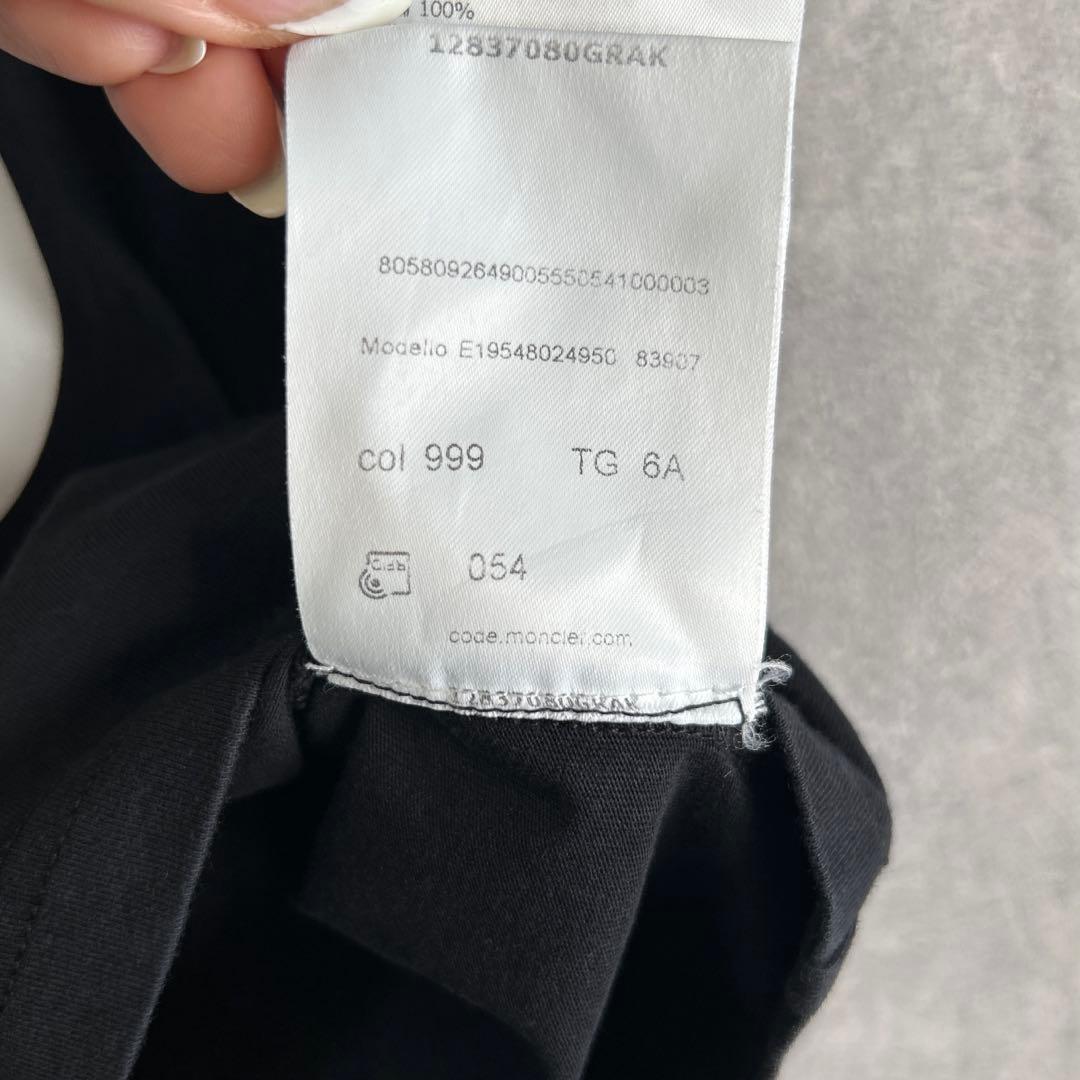 100%
12837080GRAK
8058092649005550541000003
Modello E19548024950 83907
col 999 TG 6A
054
code.moncler.com
12837080GRAK